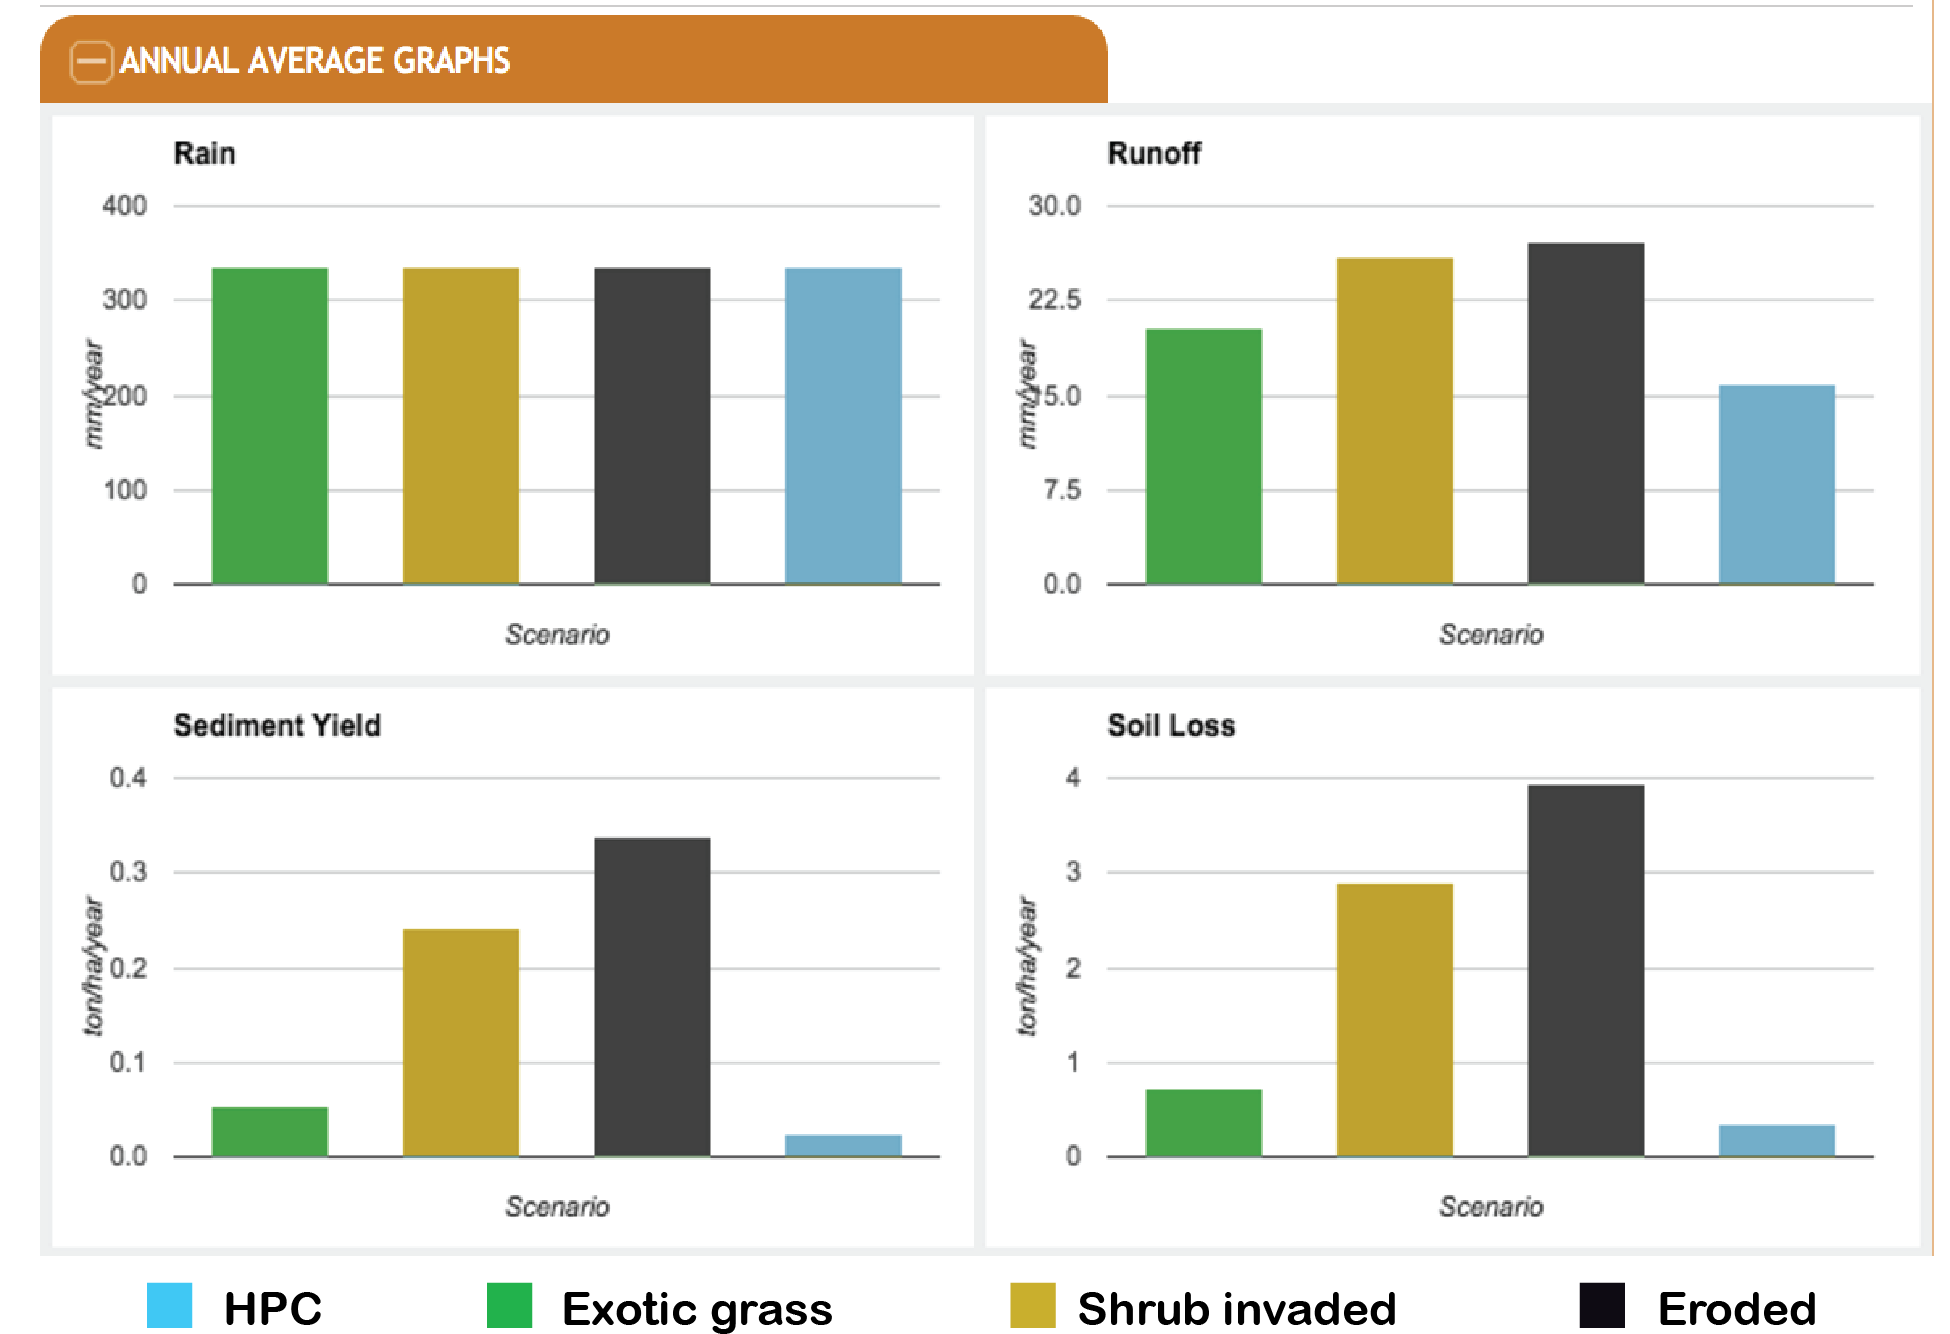 ANNUAL AVERAGE GRAPHS
Rain
400
300
200
100
0
mm/year
Scenario
Runoff
30.0
22.5
15.0
7.5
0.0
mm/year
Scenario
Sediment Yield
0.4
0.3
0.2
0.1
0.0
ton/ha/year
Scenario
Soil Loss
4
3
2
1
0
ton/ha/year
Scenario
HPC
Exotic grass
Shrub invaded
Eroded